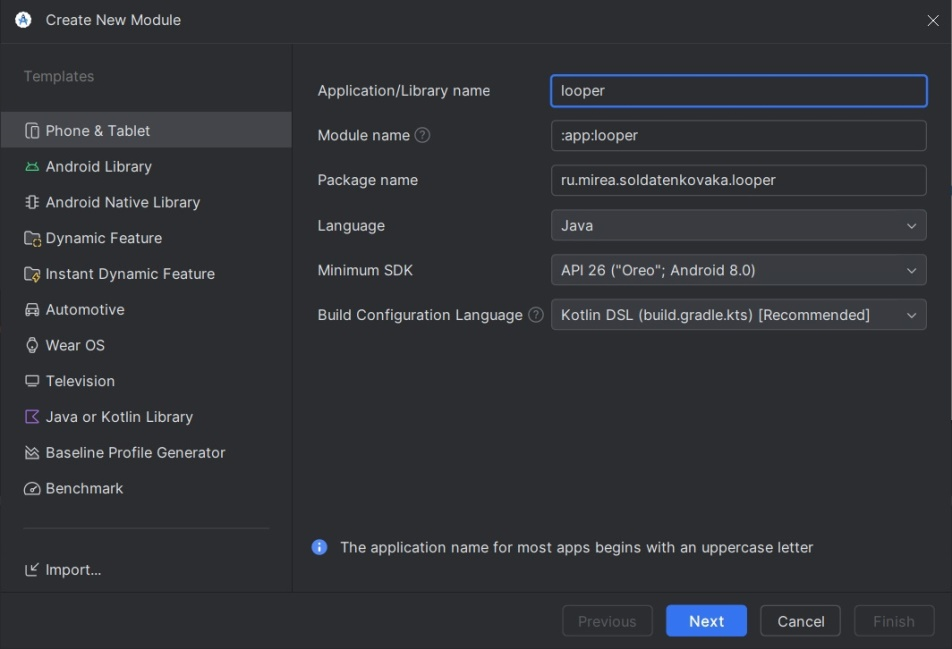 Create New Module
Templates
Phone & Tablet
Android Library
Android Native Library
Dynamic Feature
Instant Dynamic Feature
Automotive
Wear OS
Television
Java or Kotlin Library
Baseline Profile Generator
Benchmark
Import...
Application/Library name looper
Module name :app:looper
Package name ru.mirea.soldatenkovaka.looper
Language Java
Minimum SDK API 26 ("Oreo"; Android 8.0)
Build Configuration Language Kotlin DSL (build.gradle.kts) [Recommended]
The application name for most apps begins with an uppercase letter
Previous Next Cancel Finish